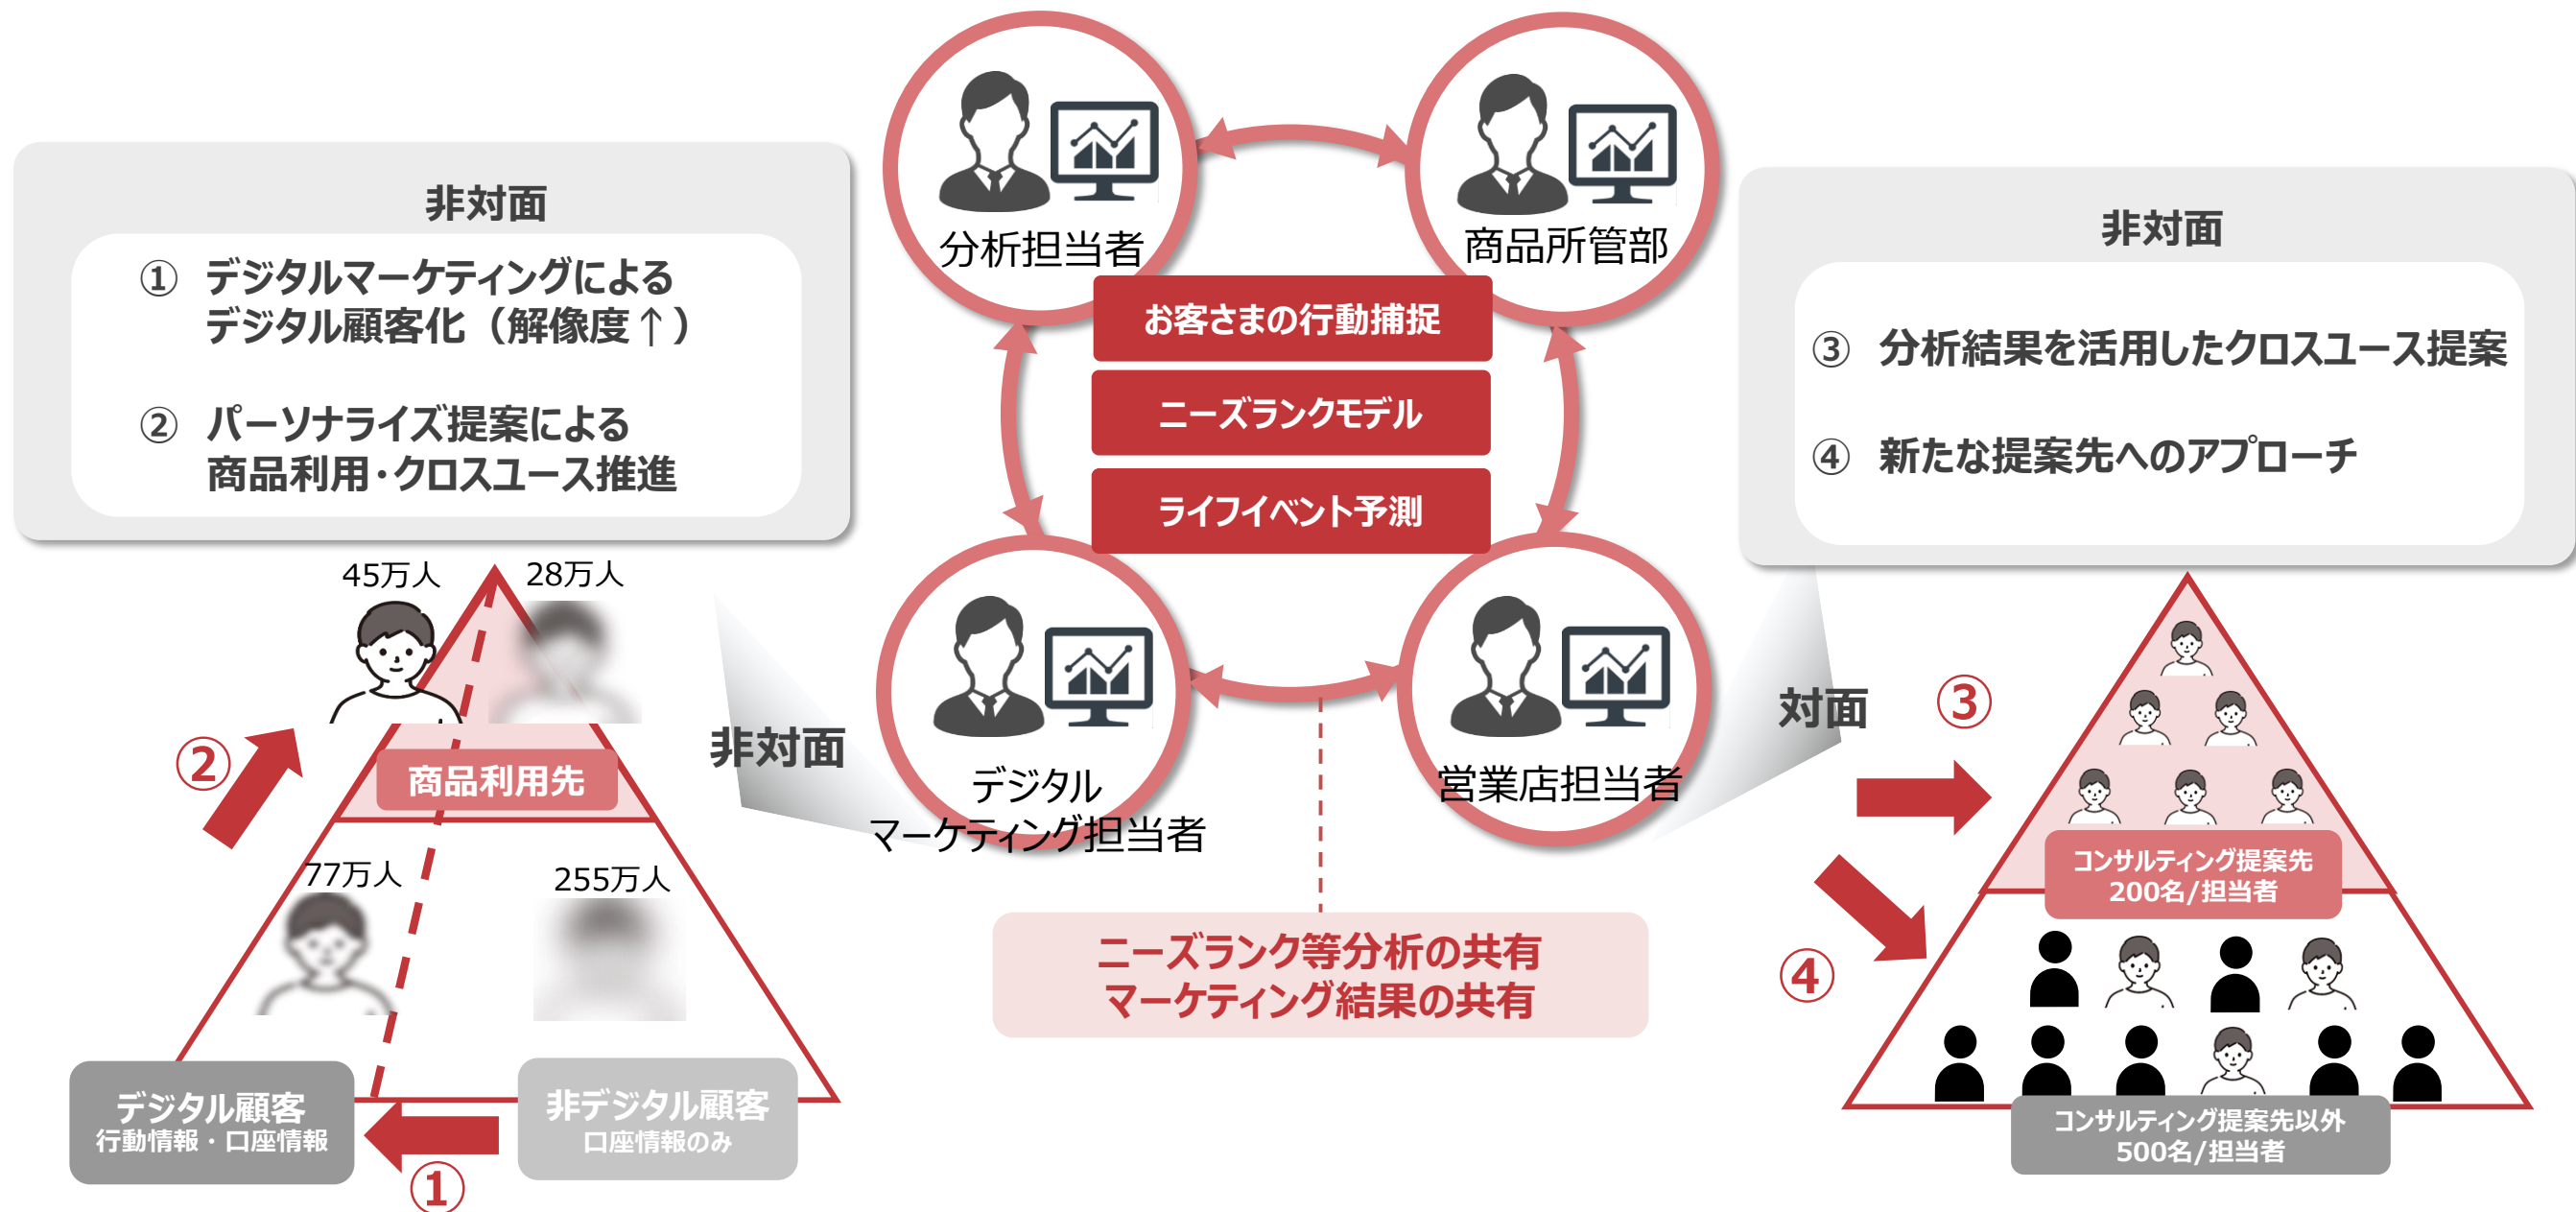 非対面
① デジタルマーケティングによる
デジタル顧客化（解像度↑）
② パーソナライズ提案による
商品利用・クロスユース推進
45万人
28万人
②
商品利用先
77万人
255万人
デジタル顧客
行動情報・口座情報
非デジタル顧客
口座情報のみ
①
非対面
分析担当者
商品所管部
お客さまの行動捕捉
ニーズランクモデル
ライフイベント予測
デジタル
マーケティング担当者
営業店担当者
ニーズランク等分析の共有
マーケティング結果の共有
非対面
③ 分析結果を活用したクロスユース提案
④ 新たな提案先へのアプローチ
対面
③
④
コンサルティング提案先
200名/担当者
コンサルティング提案先以外
500名/担当者